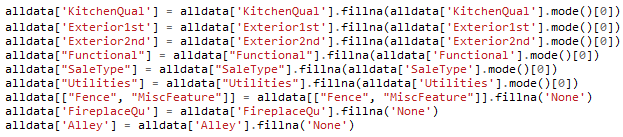 alldata['KitchenQual'] = alldata['KitchenQual'].fillna(alldata['KitchenQual'].mode()[0])
alldata['Exterior1st'] = alldata['Exterior1st'].fillna(alldata['Exterior1st'].mode()[0])
alldata['Exterior2nd'] = alldata['Exterior2nd'].fillna(alldata['Exterior2nd'].mode()[0])
alldata["Functional"] = alldata["Functional"].fillna(alldata['Functional'].mode()[0])
alldata["SaleType"] = alldata["SaleType"].fillna(alldata['SaleType'].mode()[0])
alldata["Utilities"] = alldata["Utilities"].fillna(alldata['Utilities'].mode()[0])
alldata[["Fence", "MiscFeature"]] = alldata[["Fence", "MiscFeature"]].fillna('None')
alldata['FireplaceQu'] = alldata['FireplaceQu'].fillna('None')
alldata['Alley'] = alldata['Alley'].fillna('None')